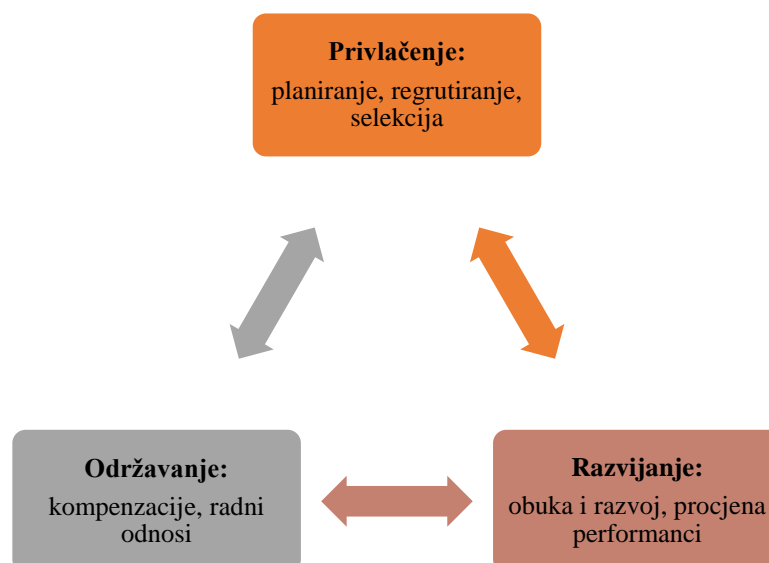 Privlačenje:
planiranje, regrutiranje,
selekcija
Održavanje:
kompenzacije, radni
odnosi
Razvijanje:
obuka i razvoj, procjena
performanci